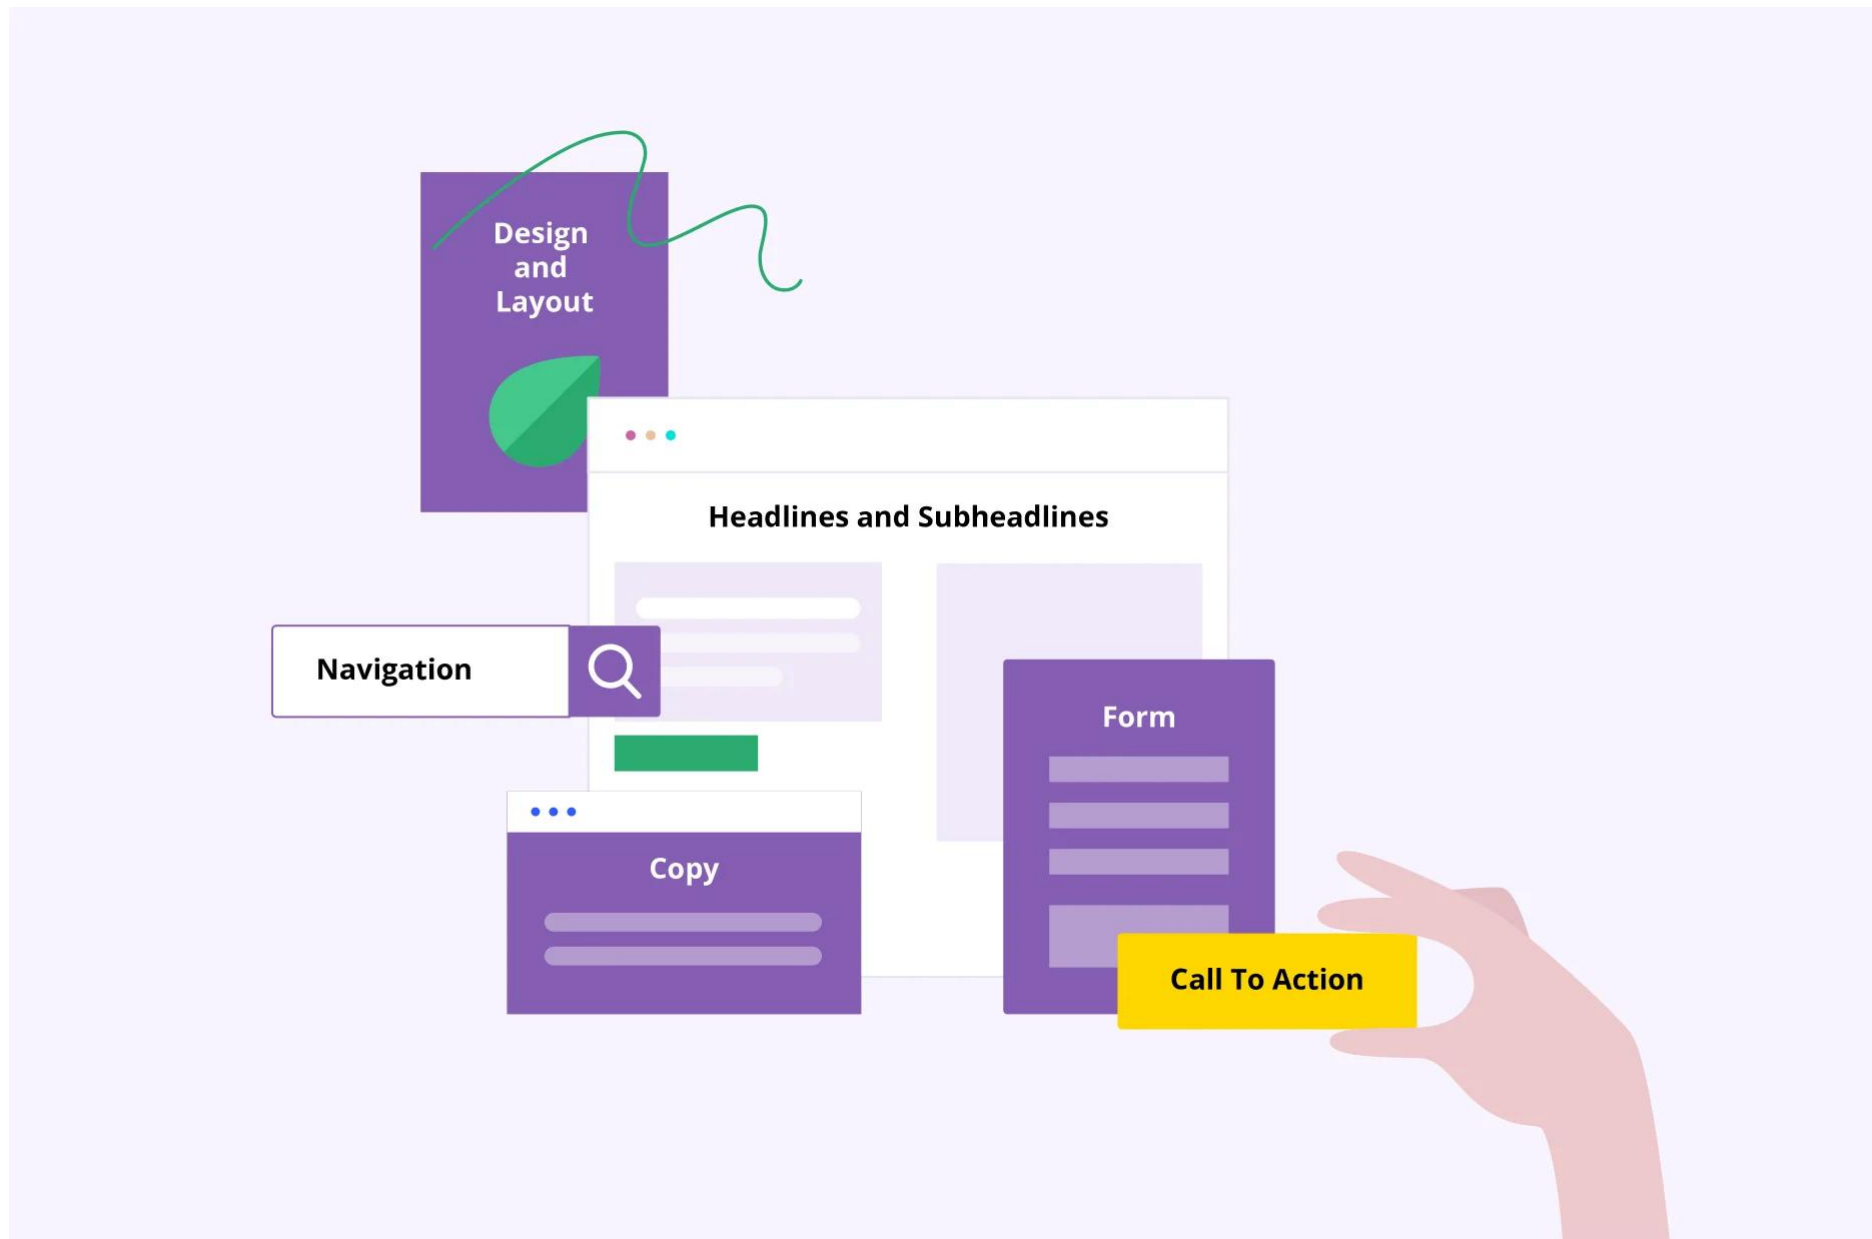 Design
and
Layout
Headlines and Subheadlines
Navigation
Form
Copy
Call To Action